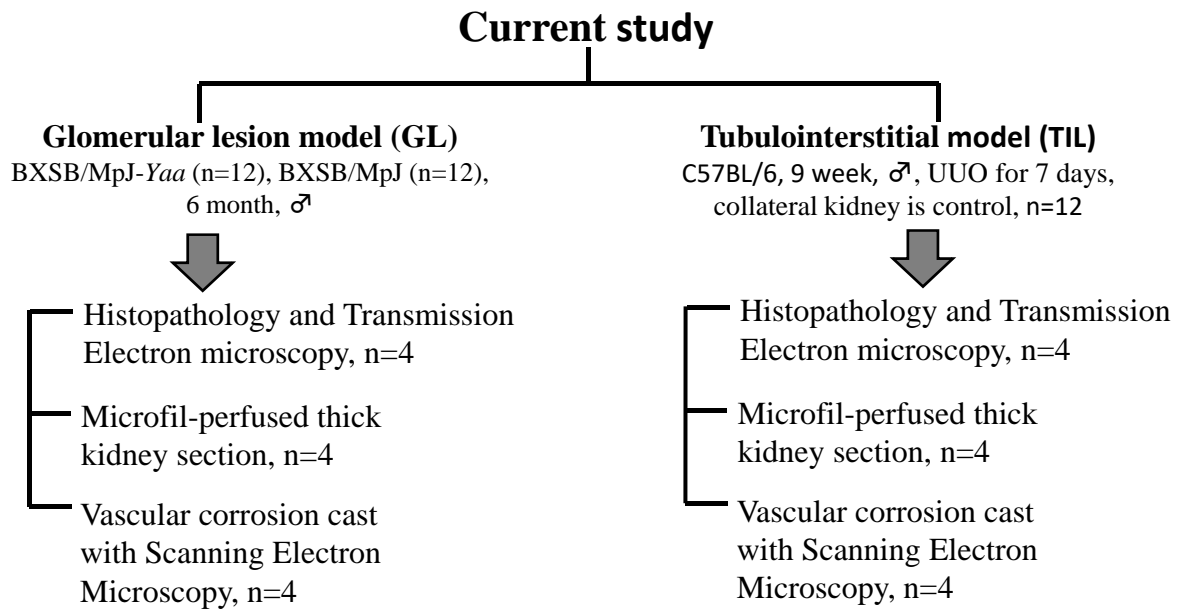 Current study
Glomerular lesion model (GL)
BXSB/MpJ-Yaa (n=12), BXSB/MpJ (n=12),
6 month, ♂
Histopathology and Transmission
Electron microscopy, n=4
Microfil-perfused thick
kidney section, n=4
Vascular corrosion cast
with Scanning Electron
Microscopy, n=4
Tubulointerstitial model (TIL)
C57BL/6, 9 week, ♂, UUO for 7 days,
collateral kidney is control, n=12
Histopathology and Transmission
Electron microscopy, n=4
Microfil-perfused thick
kidney section, n=4
Vascular corrosion cast
with Scanning Electron
Microscopy, n=4